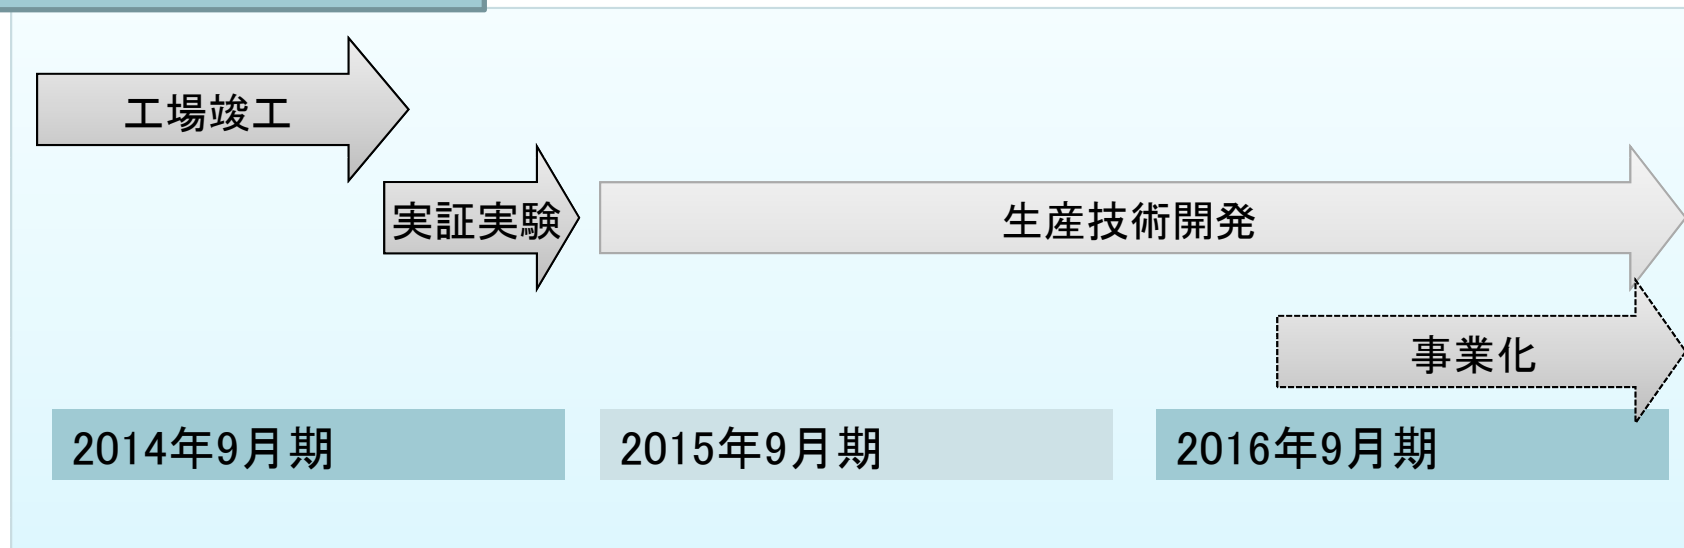 工場竣工
実証実験
生産技術開発
事業化
2014年9月期
2015年9月期
2016年9月期